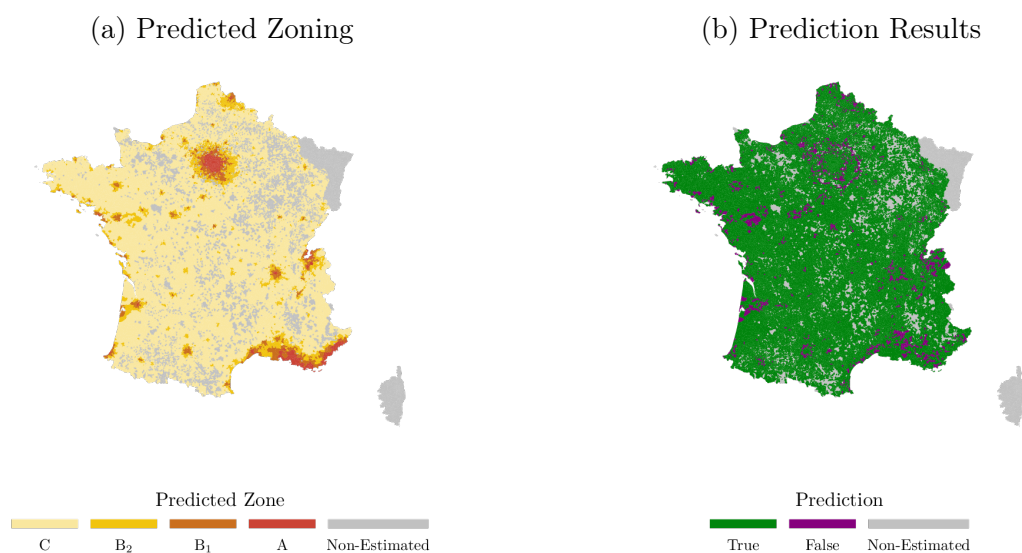 (a) Predicted Zoning
(b) Prediction Results
Predicted Zone
C B₂ B₁ A Non-Estimated
Prediction
True False Non-Estimated